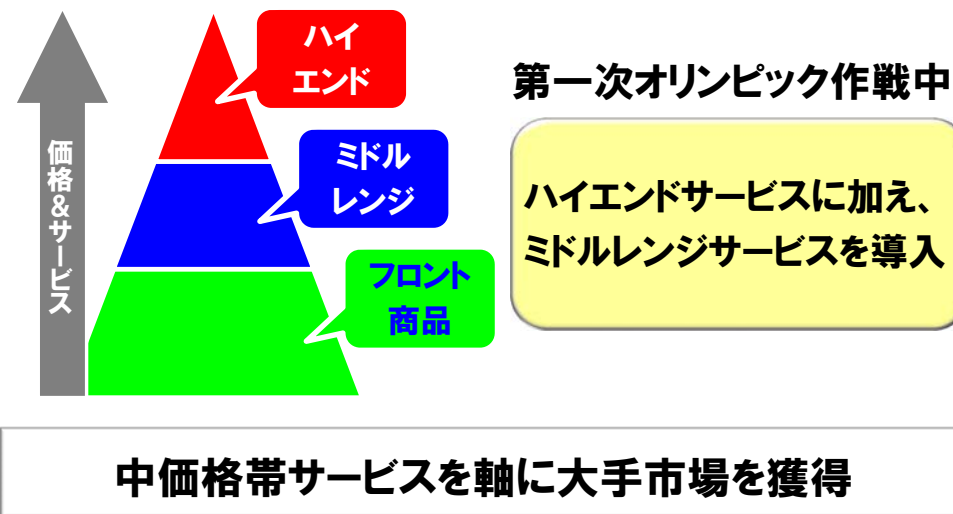 ハイ
エンド
第一次オリンピック作戦中
ミドル
レンジ
価格&サービス
ハイエンドサービスに加え、
ミドルレンジサービスを導入
フロント
商品
中価格帯サービスを軸に大手市場を獲得